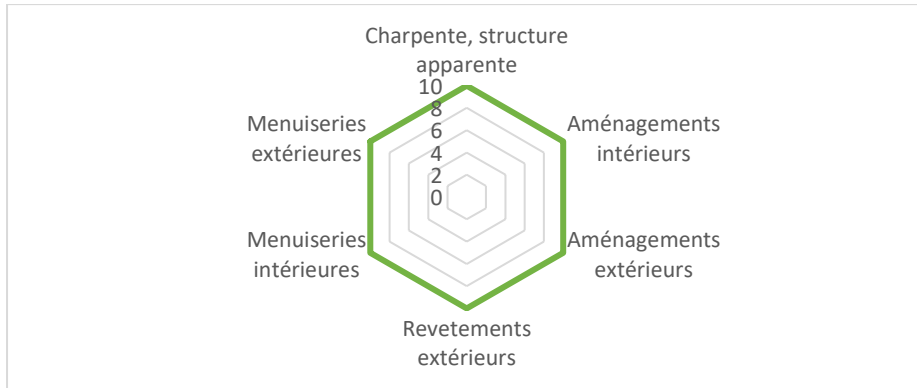 Charpente, structure
apparente
10
8
6
4
2
0
Aménagements
intérieurs
Aménagements
extérieurs
Revetements
extérieurs
Menuiseries
intérieures
Menuiseries
extérieures